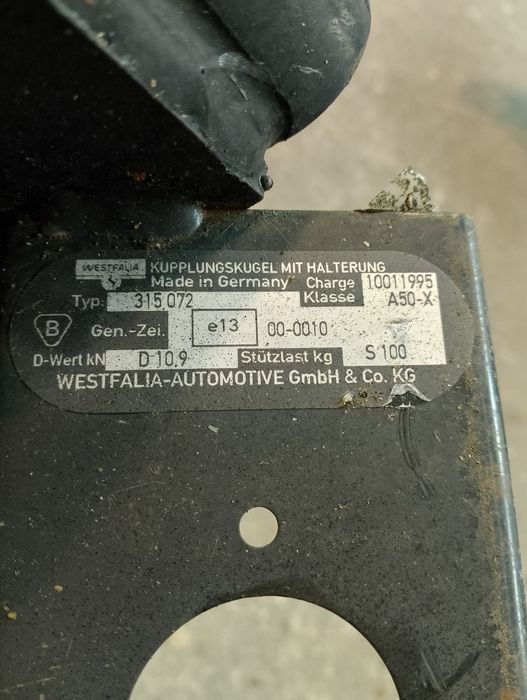 WESTFALIA KUPPLUNGSKUGEL MIT HALTERUNG
Made in Germany Charge 10011995
Typ: 315 072 Klasse A50-X
B Gen.-Zei. e13 00-0010
D-Wert kN D 10,9 Stützlast kg S 100
WESTFALIA-AUTOMOTIVE GmbH & Co. KG